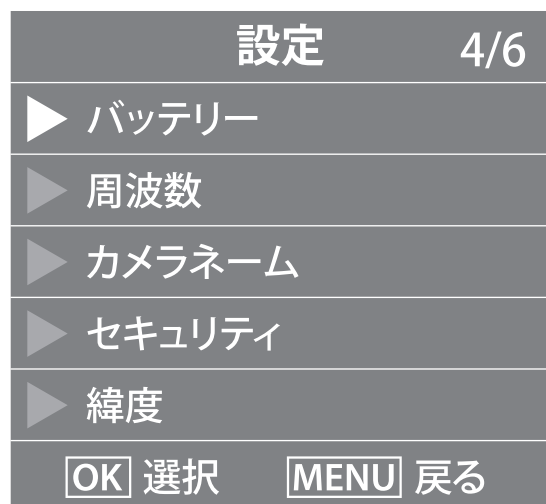 設定 4/6
バッテリー
周波数
カメラネーム
セキュリティ
緯度
OK 選択 MENU 戻る